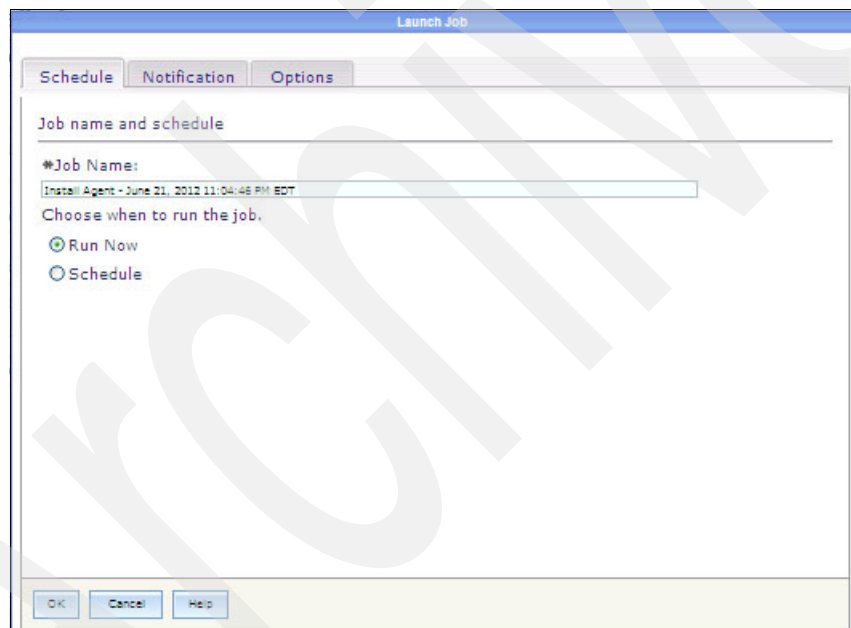 Launch Job
Schedule Notification Options
Job name and schedule
*Job Name:
Install Agent - June 21, 2012 11:04:46 PM EDT
Choose when to run the job.
Run Now
Schedule
OK Cancel Help